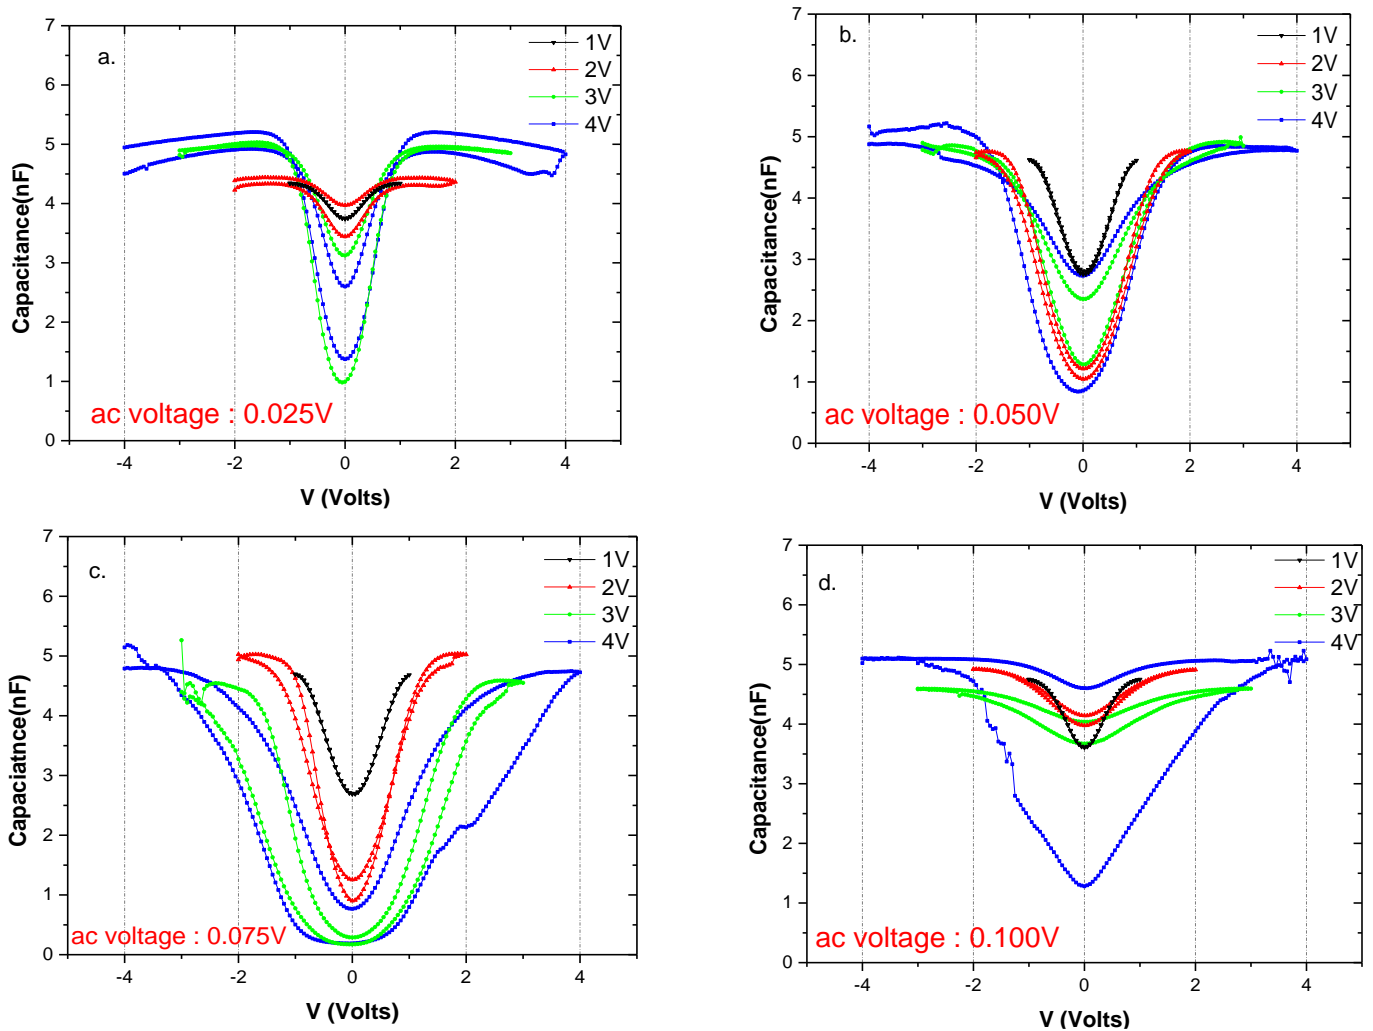 a.
1V
2V
3V
4V
7
6
5
4
3
2
1
0
Capacitance(nF)
ac voltage : 0.025V
-4
-2
0
2
4
V (Volts)
b.
1V
2V
3V
4V
7
6
5
4
3
2
1
0
Capacitance(nF)
ac voltage : 0.050V
-4
-2
0
2
4
V (Volts)
c.
1V
2V
3V
4V
7
6
5
4
3
2
1
0
Capaciatnce(nF)
ac voltage : 0.075V
-4
-2
0
2
4
V (Volts)
d.
1V
2V
3V
4V
7
6
5
4
3
2
1
0
Capacitance(nF)
ac voltage : 0.100V
-4
-2
0
2
4
V (Volts)